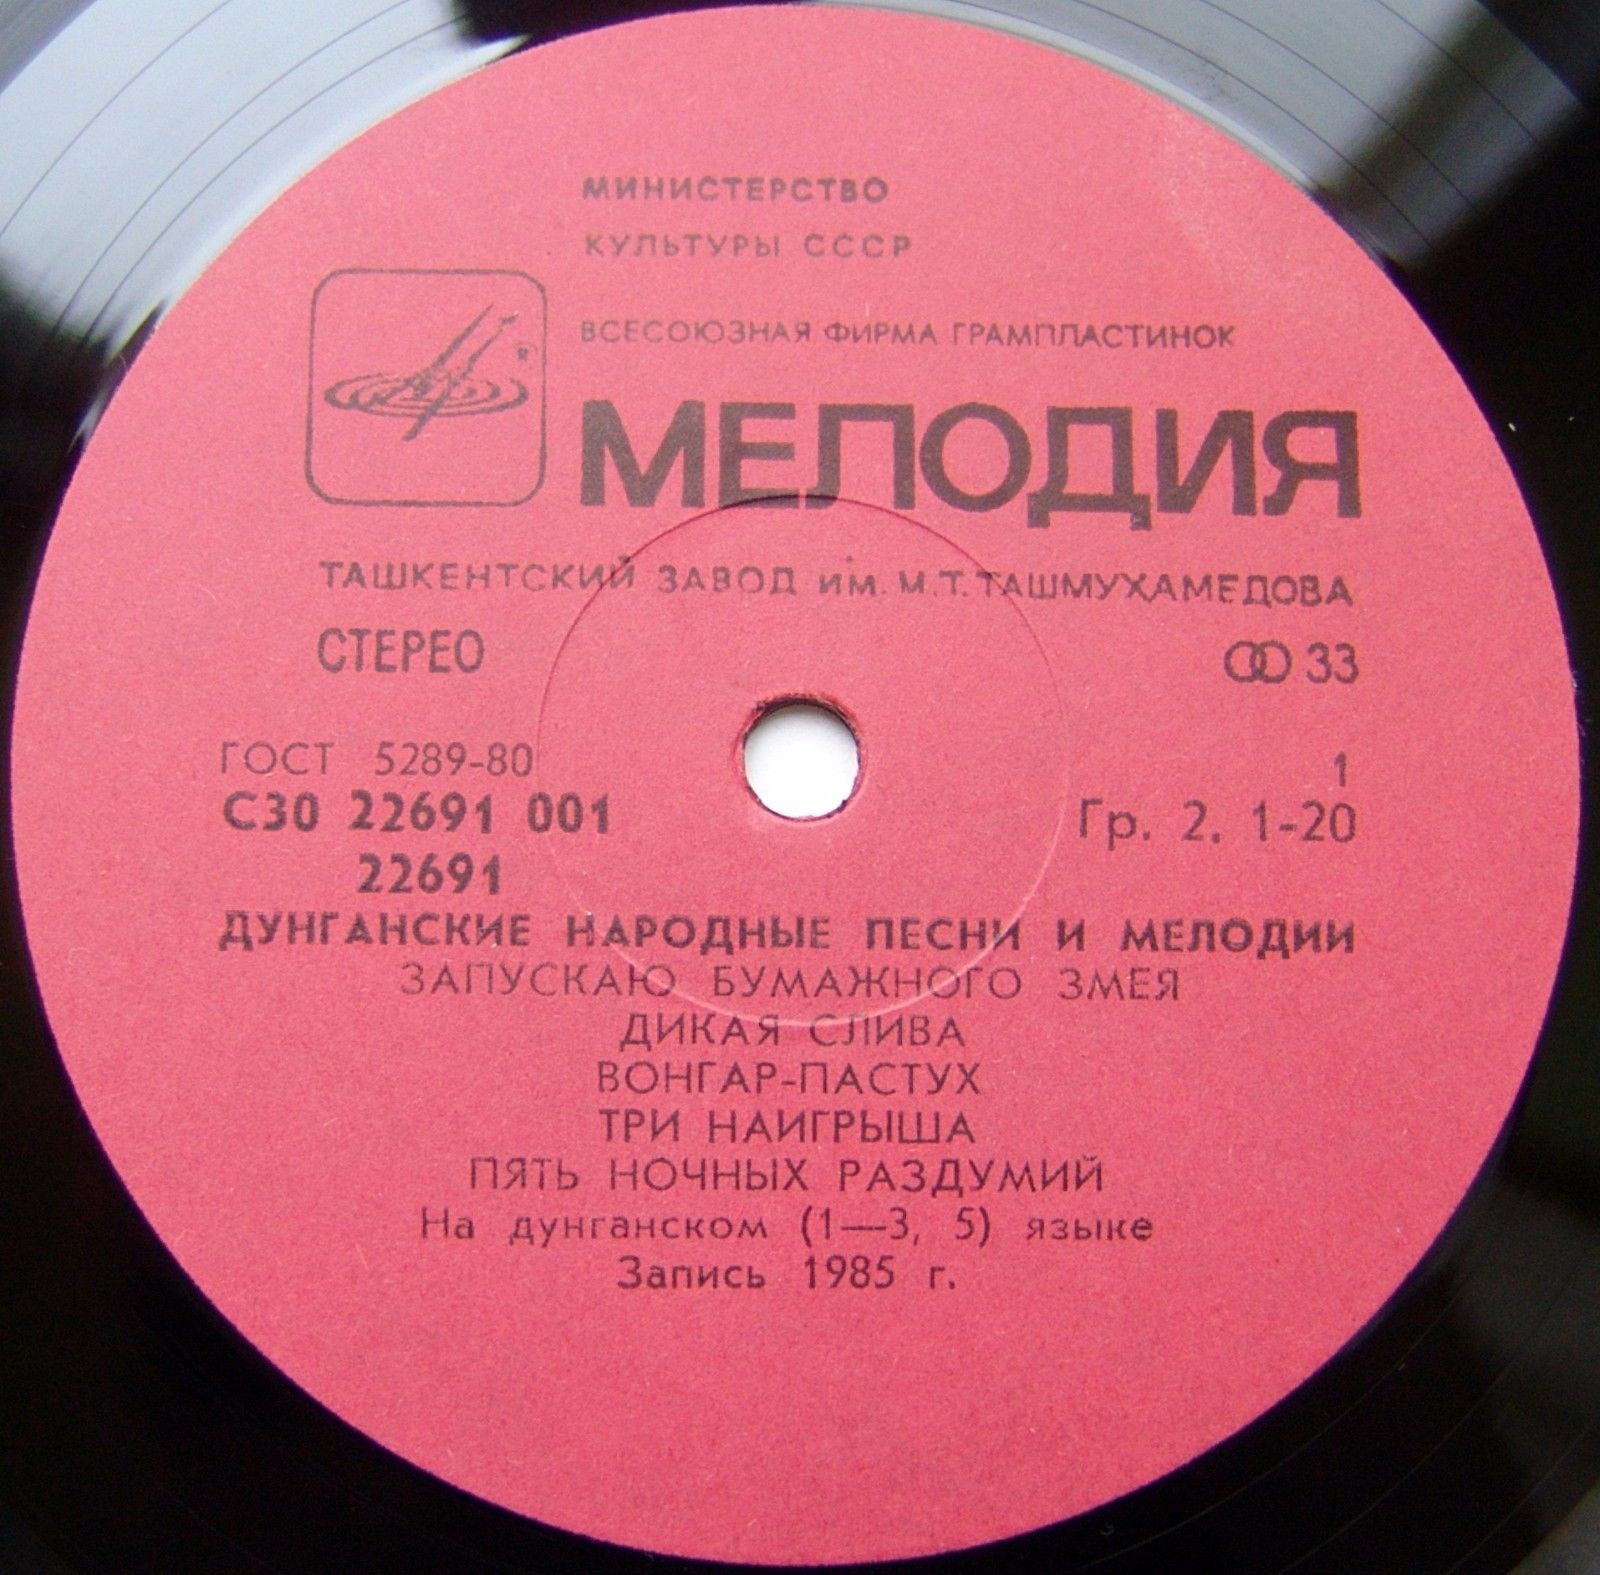 МИНИСТЕРСТВО
КУЛЬТУРЫ СССР
ВСЕСОЮЗНАЯ ФИРМА ГРАМПЛАСТИНОК
МЕЛОДИЯ
ТАШКЕНТСКИЙ ЗАВОД им. М.Т. ТАШМУХАМЕДОВА
СТЕРЕО 33
ГОСТ 5289-80 1
С30 22691 001 Гр. 2. 1-20
22691
ДУНГАНСКИЕ НАРОДНЫЕ ПЕСНИ И МЕЛОДИИ
ЗАПУСКАЮ БУМАЖНОГО ЗМЕЯ
ДИКАЯ СЛИВА
ВОНГАР-ПАСТУХ
ТРИ НАИГРЫША
ПЯТЬ НОЧНЫХ РАЗДУМИЙ
На дунганском (1—3, 5) языке
Запись 1985 г.